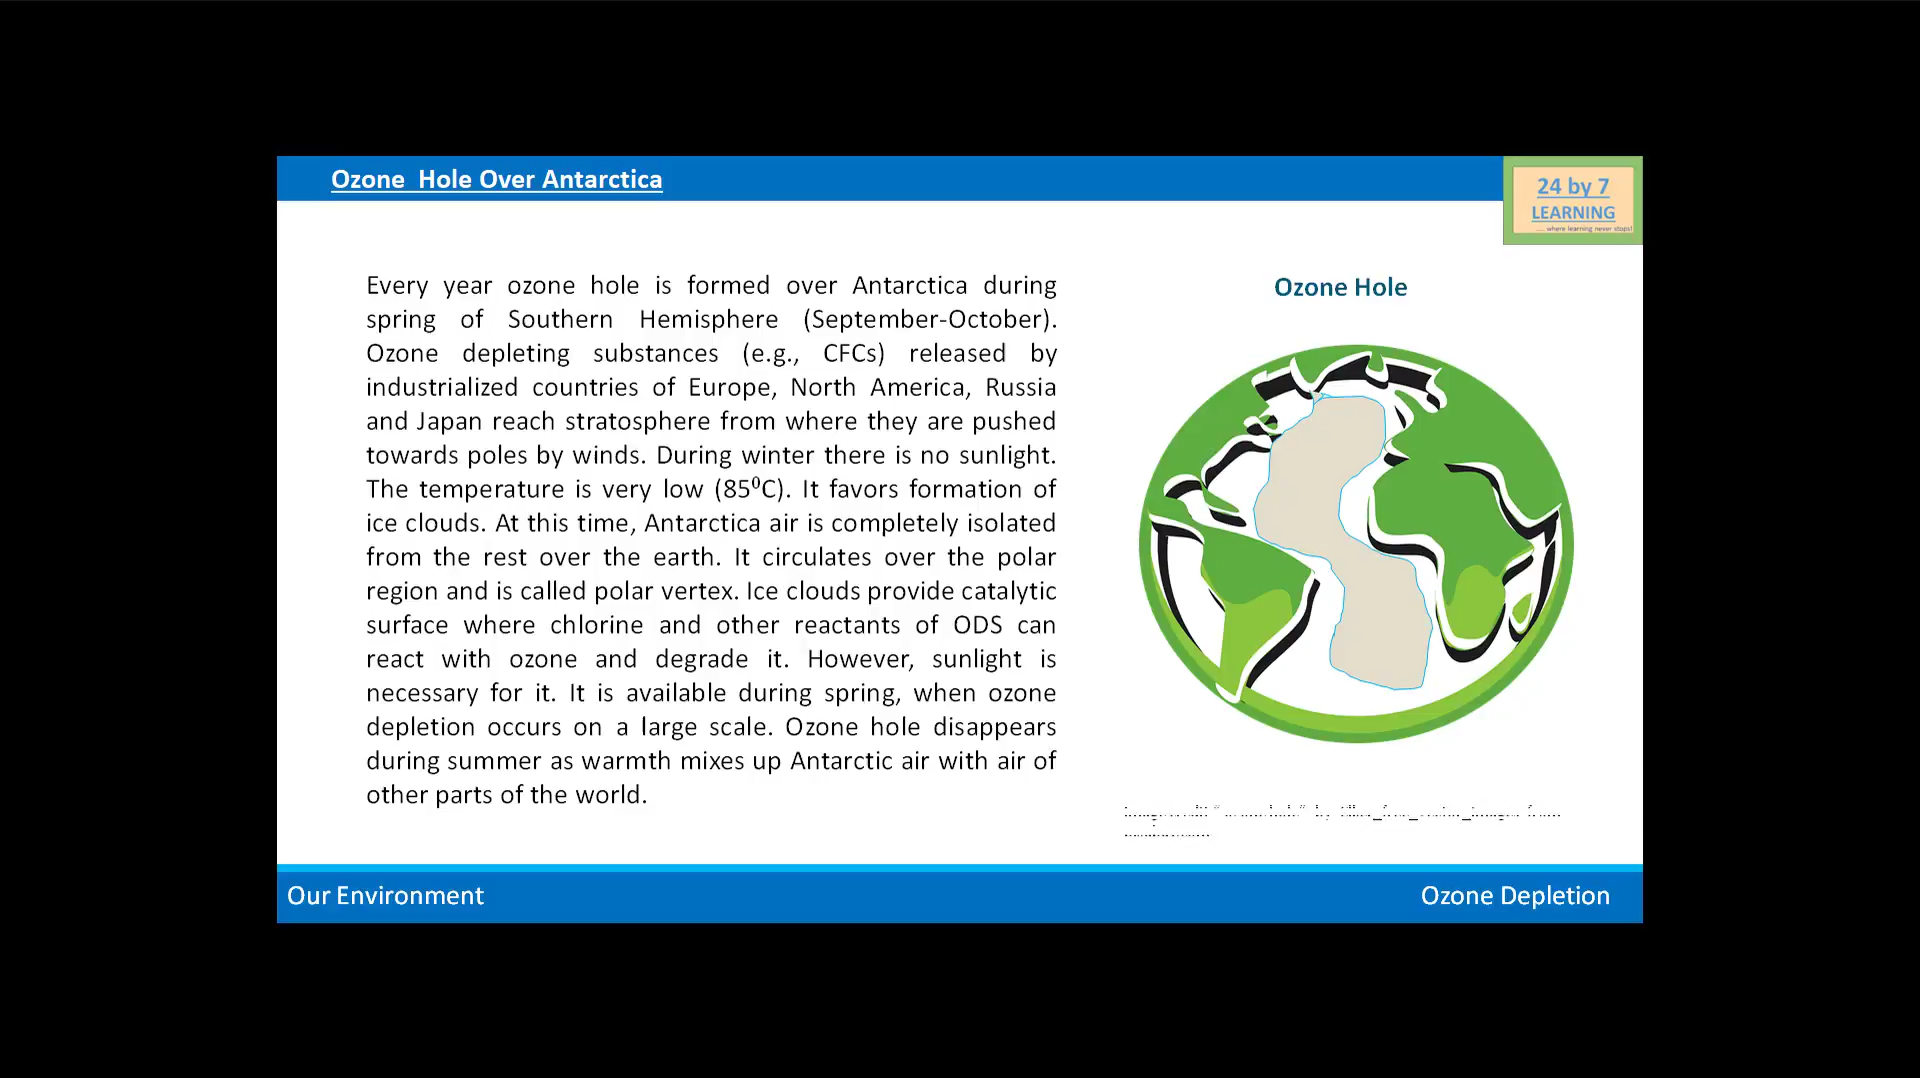 Ozone Hole Over Antarctica
24 by 7
LEARNING
.... where learning never stops!
Every year ozone hole is formed over Antarctica during
spring of Southern Hemisphere (September-October).
Ozone depleting substances (e.g., CFCs) released by
industrialized countries of Europe, North America, Russia
and Japan reach stratosphere from where they are pushed
towards poles by winds. During winter there is no sunlight.
The temperature is very low (85⁰C). It favors formation of
ice clouds. At this time, Antarctica air is completely isolated
from the rest over the earth. It circulates over the polar
region and is called polar vertex. Ice clouds provide catalytic
surface where chlorine and other reactants of ODS can
react with ozone and degrade it. However, sunlight is
necessary for it. It is available during spring, when ozone
depletion occurs on a large scale. Ozone hole disappears
during summer as warmth mixes up Antarctic air with air of
other parts of the world.
Ozone Hole
Our Environment
Ozone Depletion